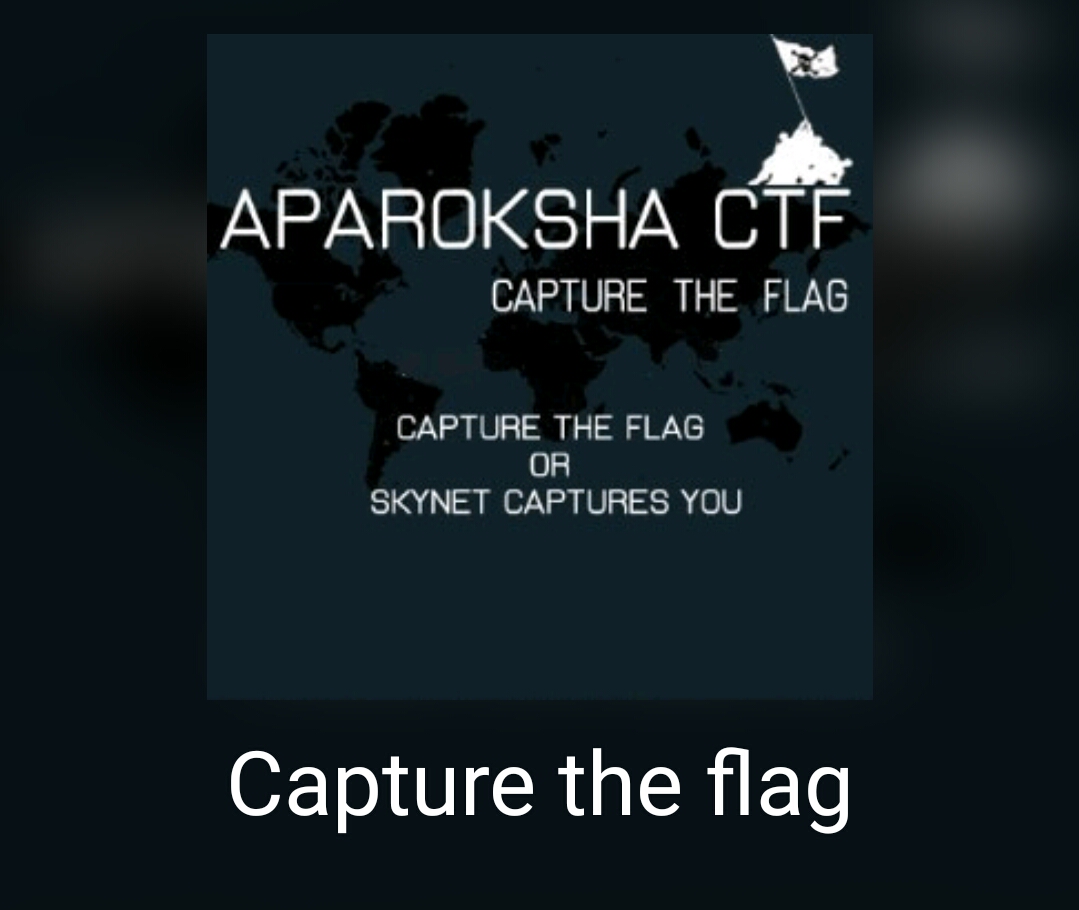 APAROKSHA CTF
CAPTURE THE FLAG
CAPTURE THE FLAG
OR
SKYNET CAPTURES YOU
Capture the flag